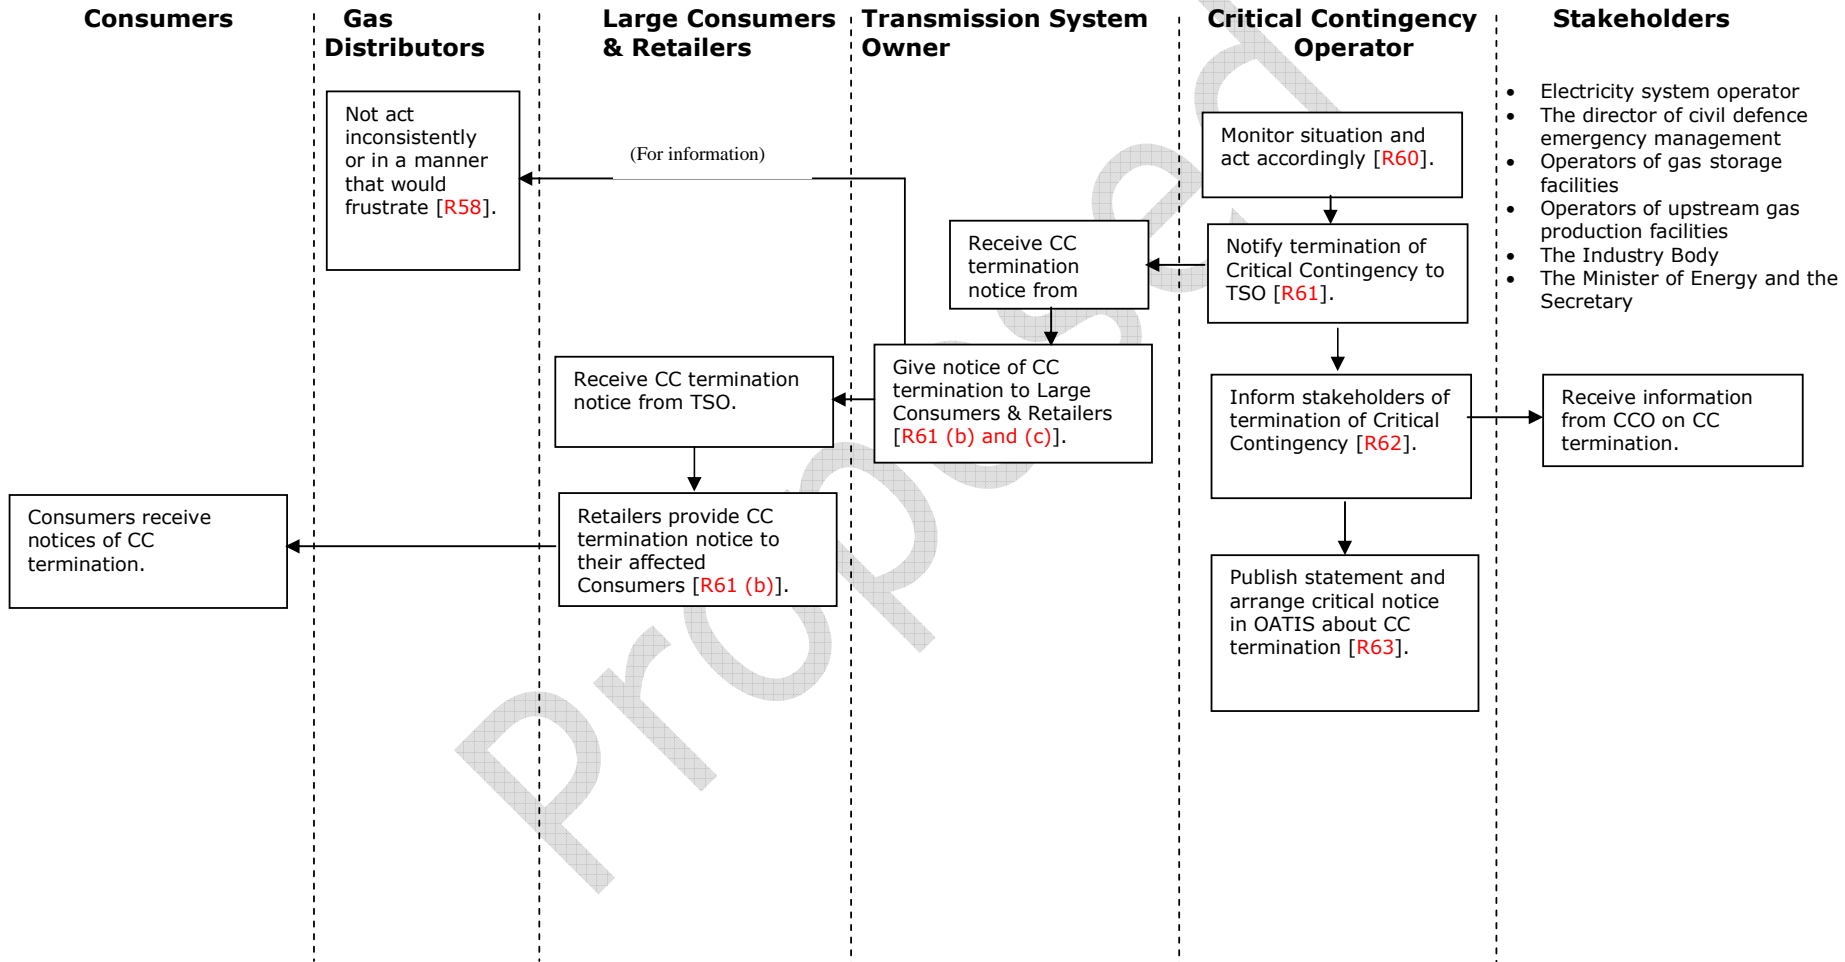 Consumers
Gas
Distributors
Large Consumers
& Retailers
Transmission System
Owner
Critical Contingency
Operator
Stakeholders
Not act
inconsistently
or in a manner
that would
frustrate [R58].
(For information)
Monitor situation and
act accordingly [R60].
• Electricity system operator
• The director of civil defence
emergency management
• Operators of gas storage
facilities
• Operators of upstream gas
production facilities
• The Industry Body
• The Minister of Energy and the
Secretary
Receive CC
termination
notice from
Notify termination of
Critical Contingency to
TSO [R61].
Receive CC termination
notice from TSO.
Give notice of CC
termination to Large
Consumers & Retailers
[R61 (b) and (c)].
Inform stakeholders of
termination of Critical
Contingency [R62].
Receive information
from CCO on CC
termination.
Consumers receive
notices of CC
termination.
Retailers provide CC
termination notice to
their affected
Consumers [R61 (b)].
Publish statement and
arrange critical notice
in OATIS about CC
termination [R63].
Proposed